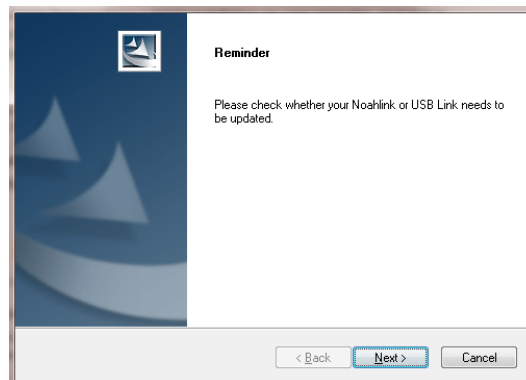 Reminder
Please check whether your Noahlink or USB Link needs to
be updated.
< Back
Next >
Cancel